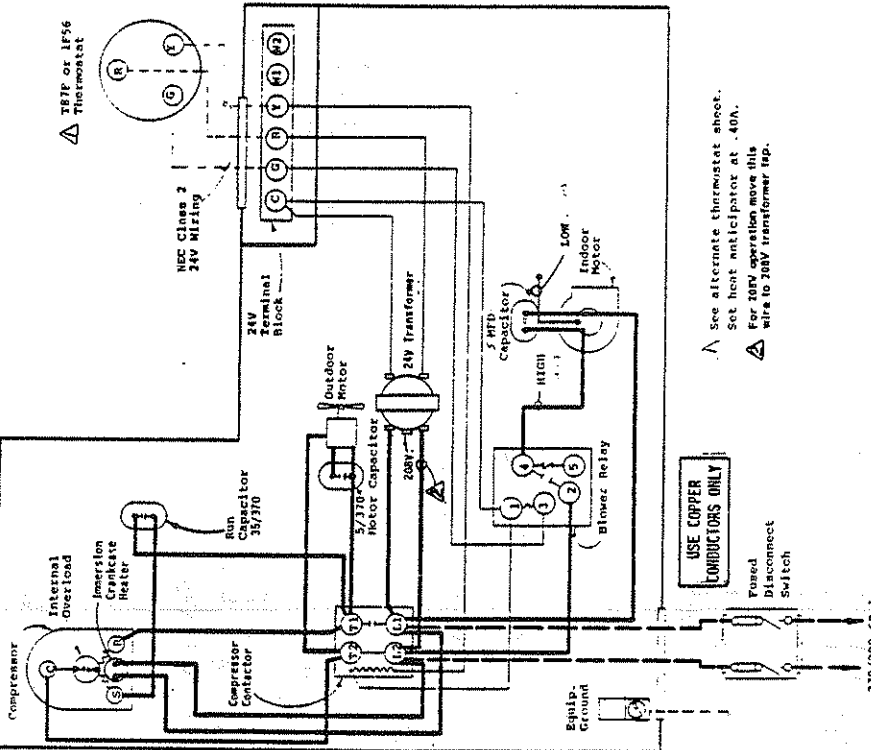 Compressor
Internal
Overload
Immersion
Crankcase
Heater
C
S
R
Run
Capacitor
35/370
Outdoor
Motor
5/370
Motor Capacitor
Compressor
Contactor
T2
T1
L2
L1
208V
24V Transformer
24V
Terminal
Block
NEC Class 2
24V Wiring
C
G
R
Y
W1
W2
T87F or 1F56
Thermostat
R
Y
G
5 MFD
Capacitor
LOW
HIGH
Indoor
Motor
1
3
4
2
5
Blower Relay
Equip.
Ground
USE COPPER
CONDUCTORS ONLY
Fused
Disconnect
Switch
See alternate thermostat sheet.
Set heat anticipator at .40A.
For 208V operation move this
wire to 208V transformer tap.